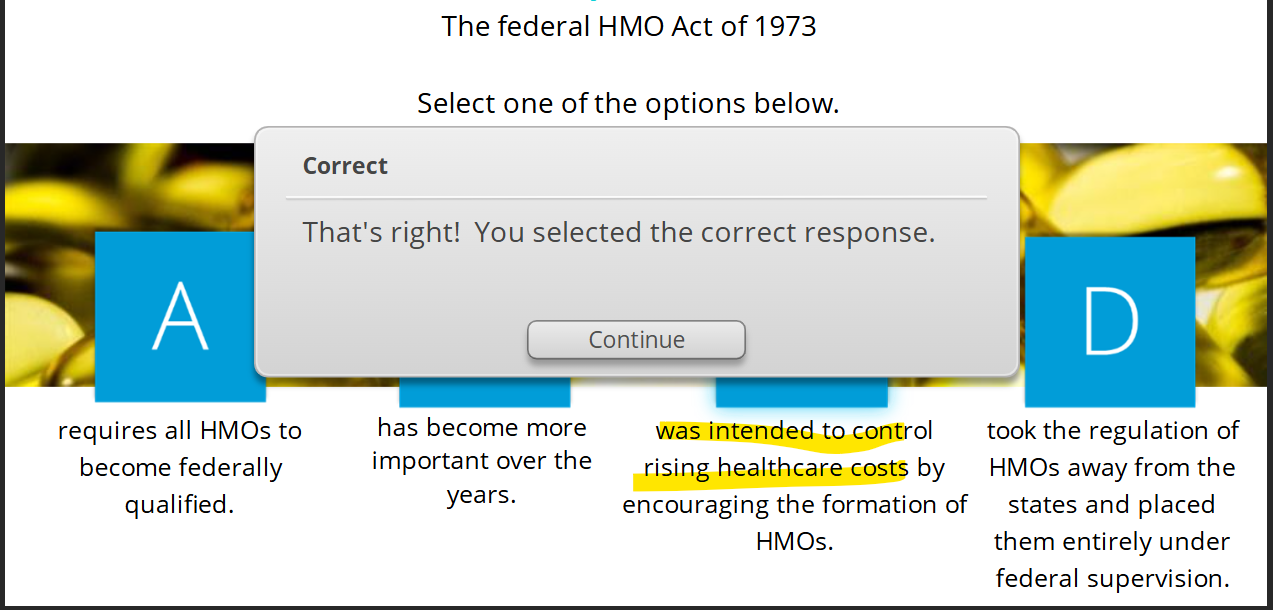 The federal HMO Act of 1973
Select one of the options below.
Correct
That's right! You selected the correct response.
Continue
A
D
requires all HMOs to
become federally
qualified.
has become more
important over the
years.
was intended to control
rising healthcare costs by
encouraging the formation of
HMOs.
took the regulation of
HMOs away from the
states and placed
them entirely under
federal supervision.